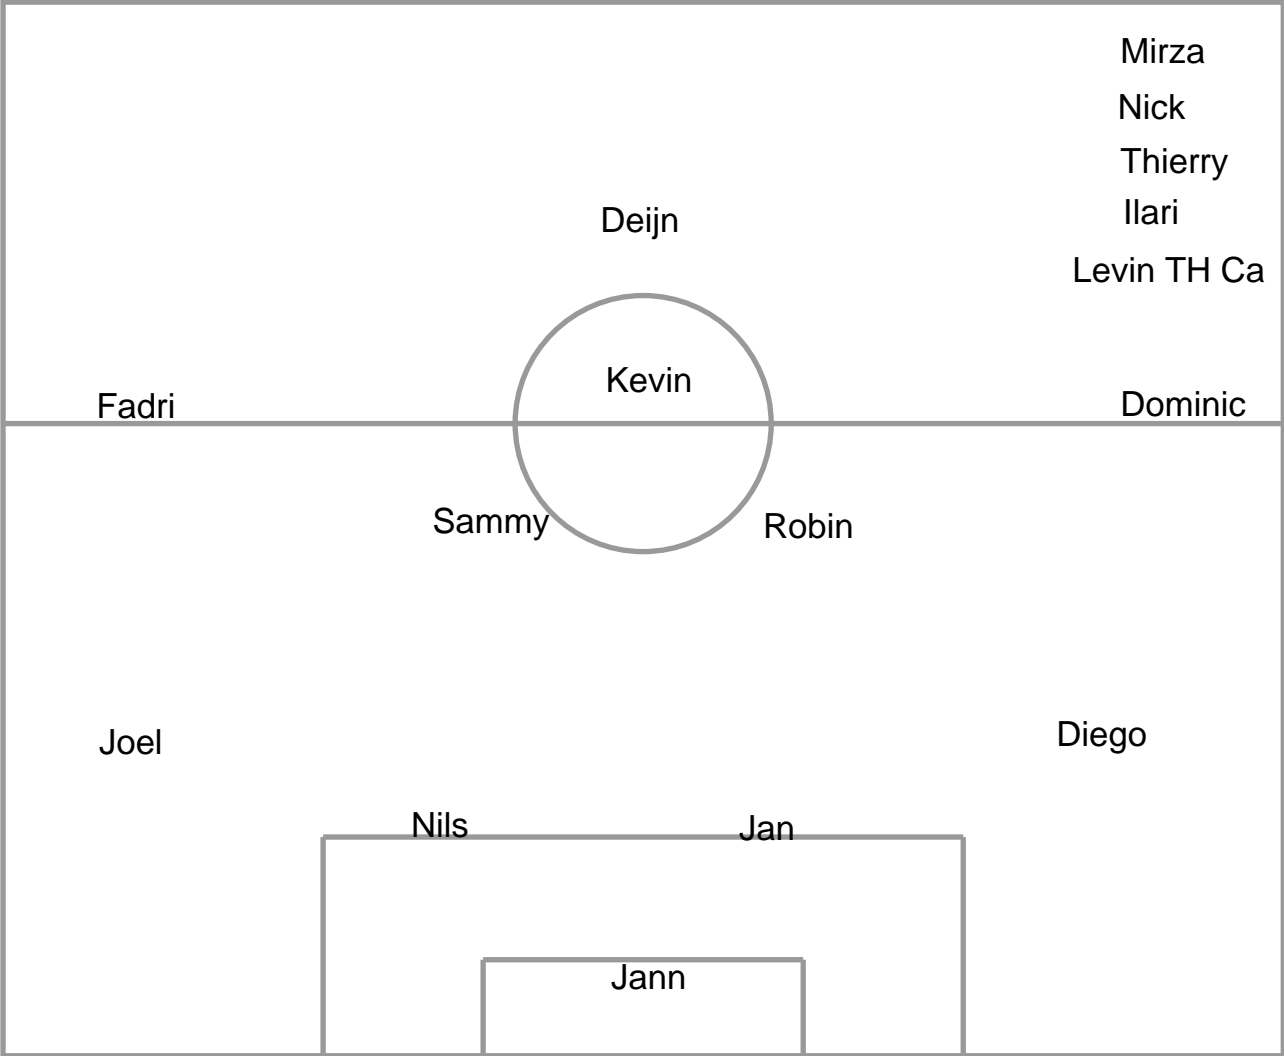 Mirza
Nick
Thierry
Ilari
Deijn
Levin TH Ca
Kevin
Fadri
Dominic
Sammy
Robin
Joel
Diego
Nils
Jan
Jann